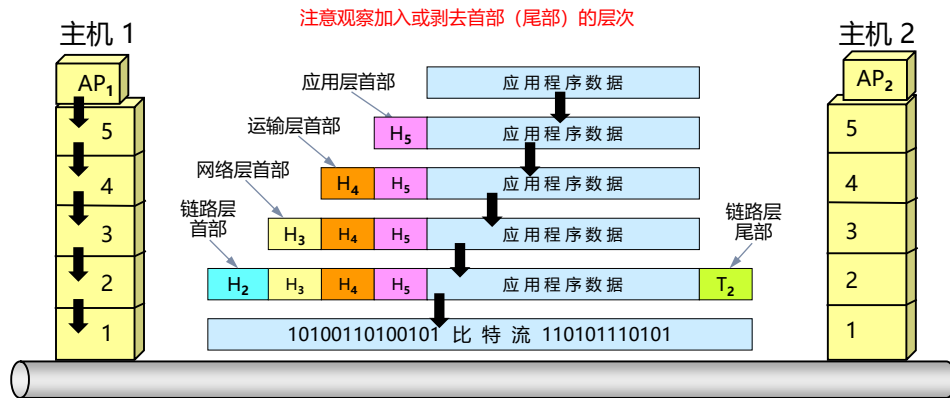 注意观察加入或剥去首部（尾部）的层次
主机 1
主机 2
AP₁
AP₂
应用层首部
应 用 程 序 数 据
5
H₅
应 用 程 序 数 据
5
运输层首部
4
H₄
H₅
应 用 程 序 数 据
4
网络层首部
3
H₃
H₄
H₅
应 用 程 序 数 据
3
链路层
首部
链路层
尾部
2
H₂
H₃
H₄
H₅
应 用 程 序 数 据
T₂
2
1
10100110100101 比 特 流 110101110101
1